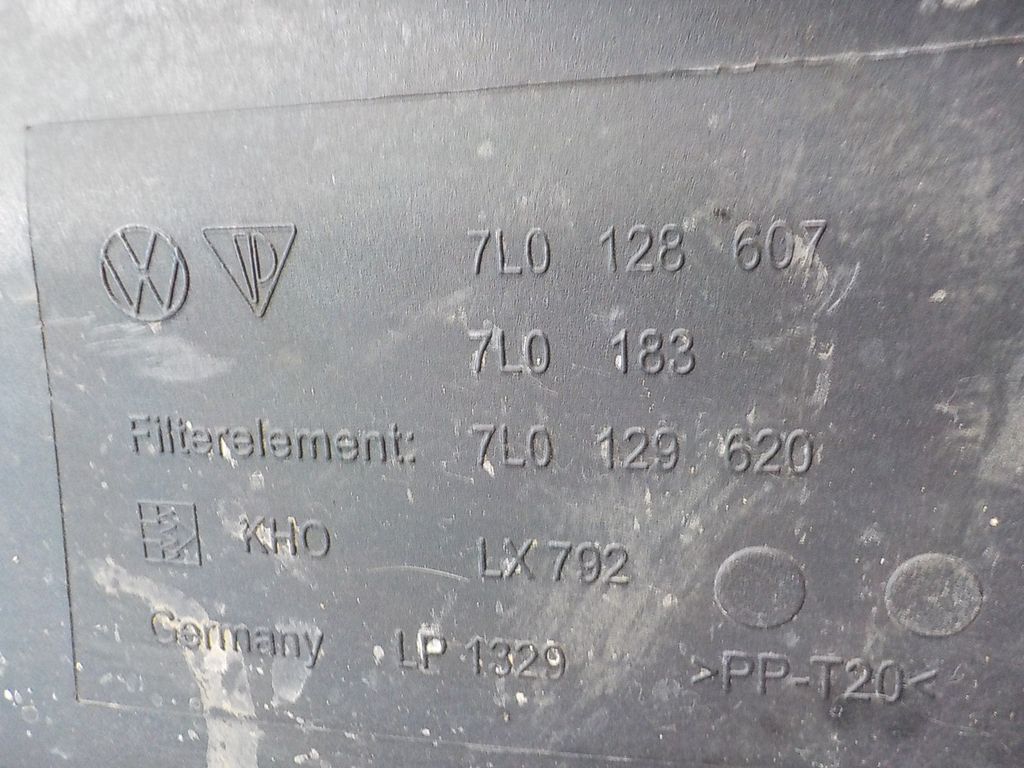 7L0 128 607
7L0 183
Filterelement: 7L0 129 620
KHO LX 792
Germany LP 1329 >PP-T20<